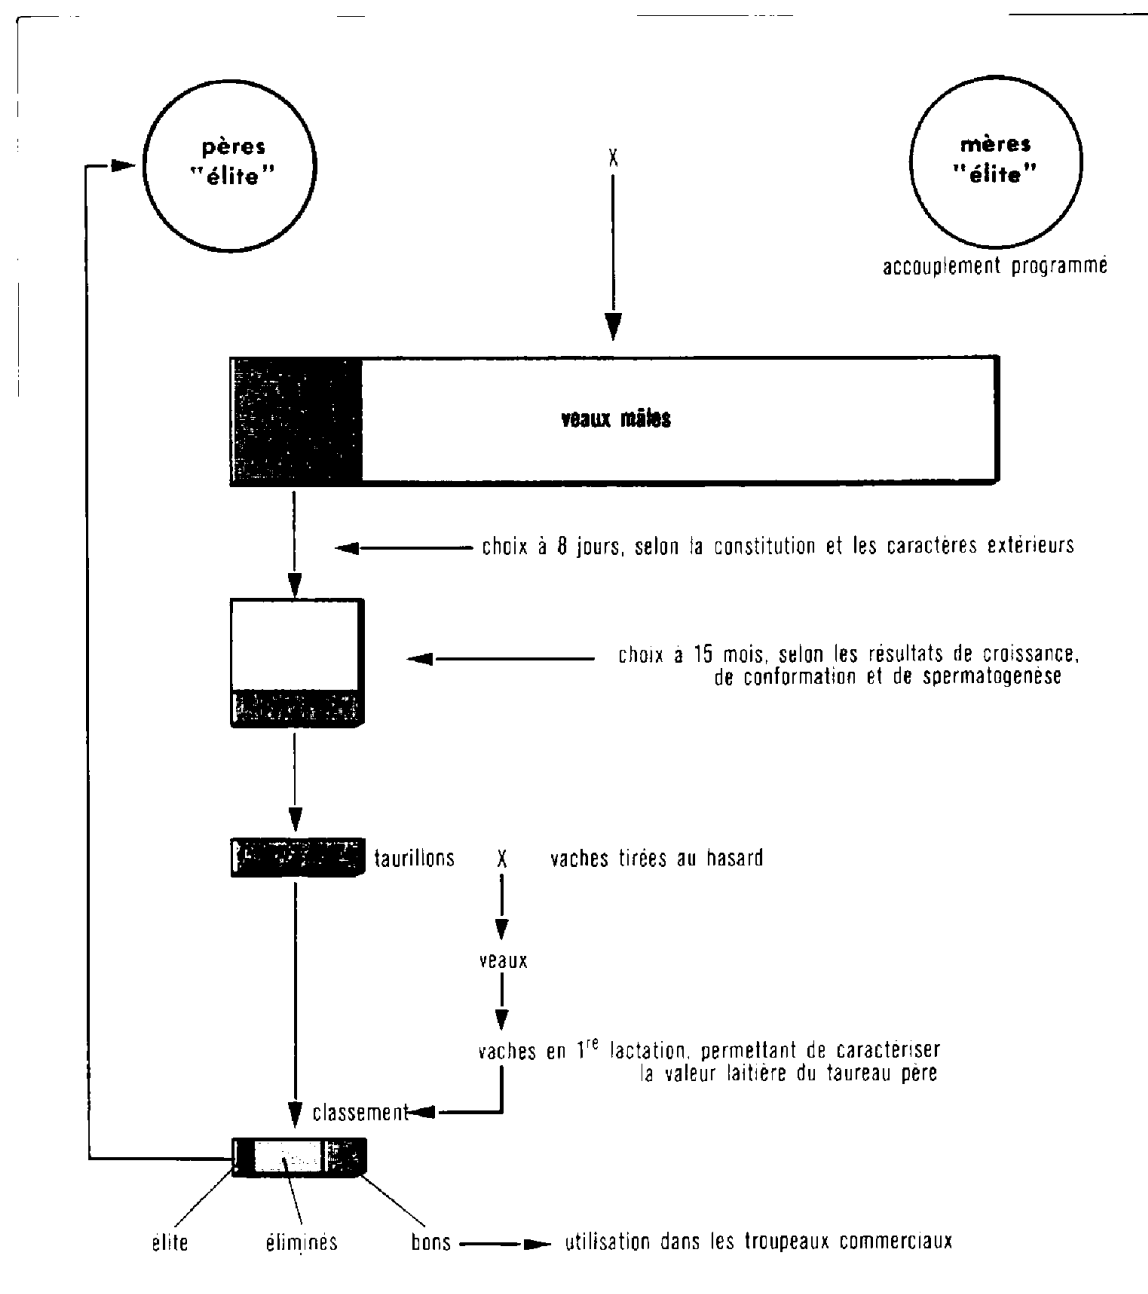 pères
"élite"
X
mères
"élite"
accouplement programmé
veaux mâles
choix à 8 jours, selon la constitution et les caractères extérieurs
choix à 15 mois, selon les résultats de croissance,
de conformation et de spermatogenèse
taurillons X vaches tirées au hasard
veaux
vaches en 1re lactation, permettant de caractériser
la valeur laitière du taureau père
classement
élite
éliminés
bons
utilisation dans les troupeaux commerciaux